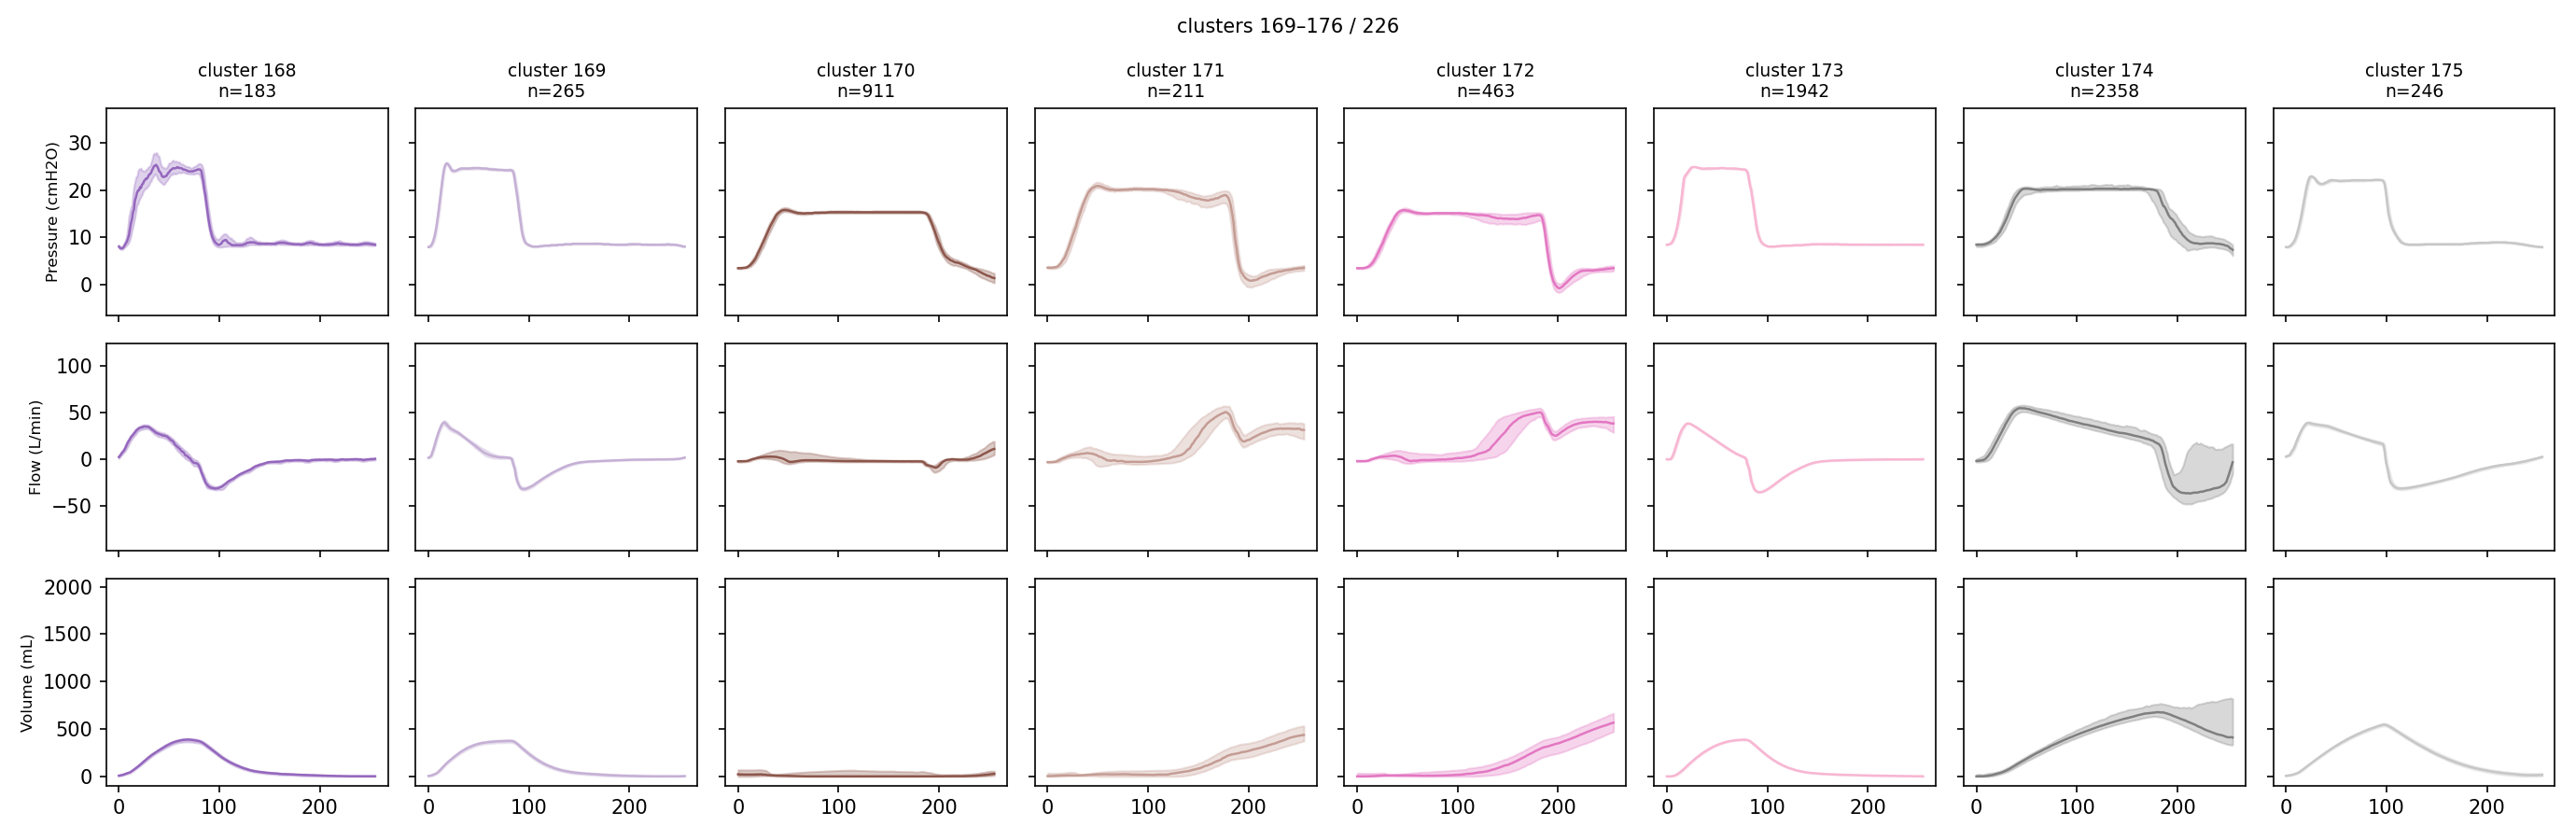 clusters 169–176 / 226
cluster 168
n=183
cluster 169
n=265
cluster 170
n=911
cluster 171
n=211
cluster 172
n=463
cluster 173
n=1942
cluster 174
n=2358
cluster 175
n=246
Pressure (cmH2O)
30
20
10
0
Flow (L/min)
100
50
0
−50
Volume (mL)
2000
1500
1000
500
0
0 100 200
0 100 200
0 100 200
0 100 200
0 100 200
0 100 200
0 100 200
0 100 200